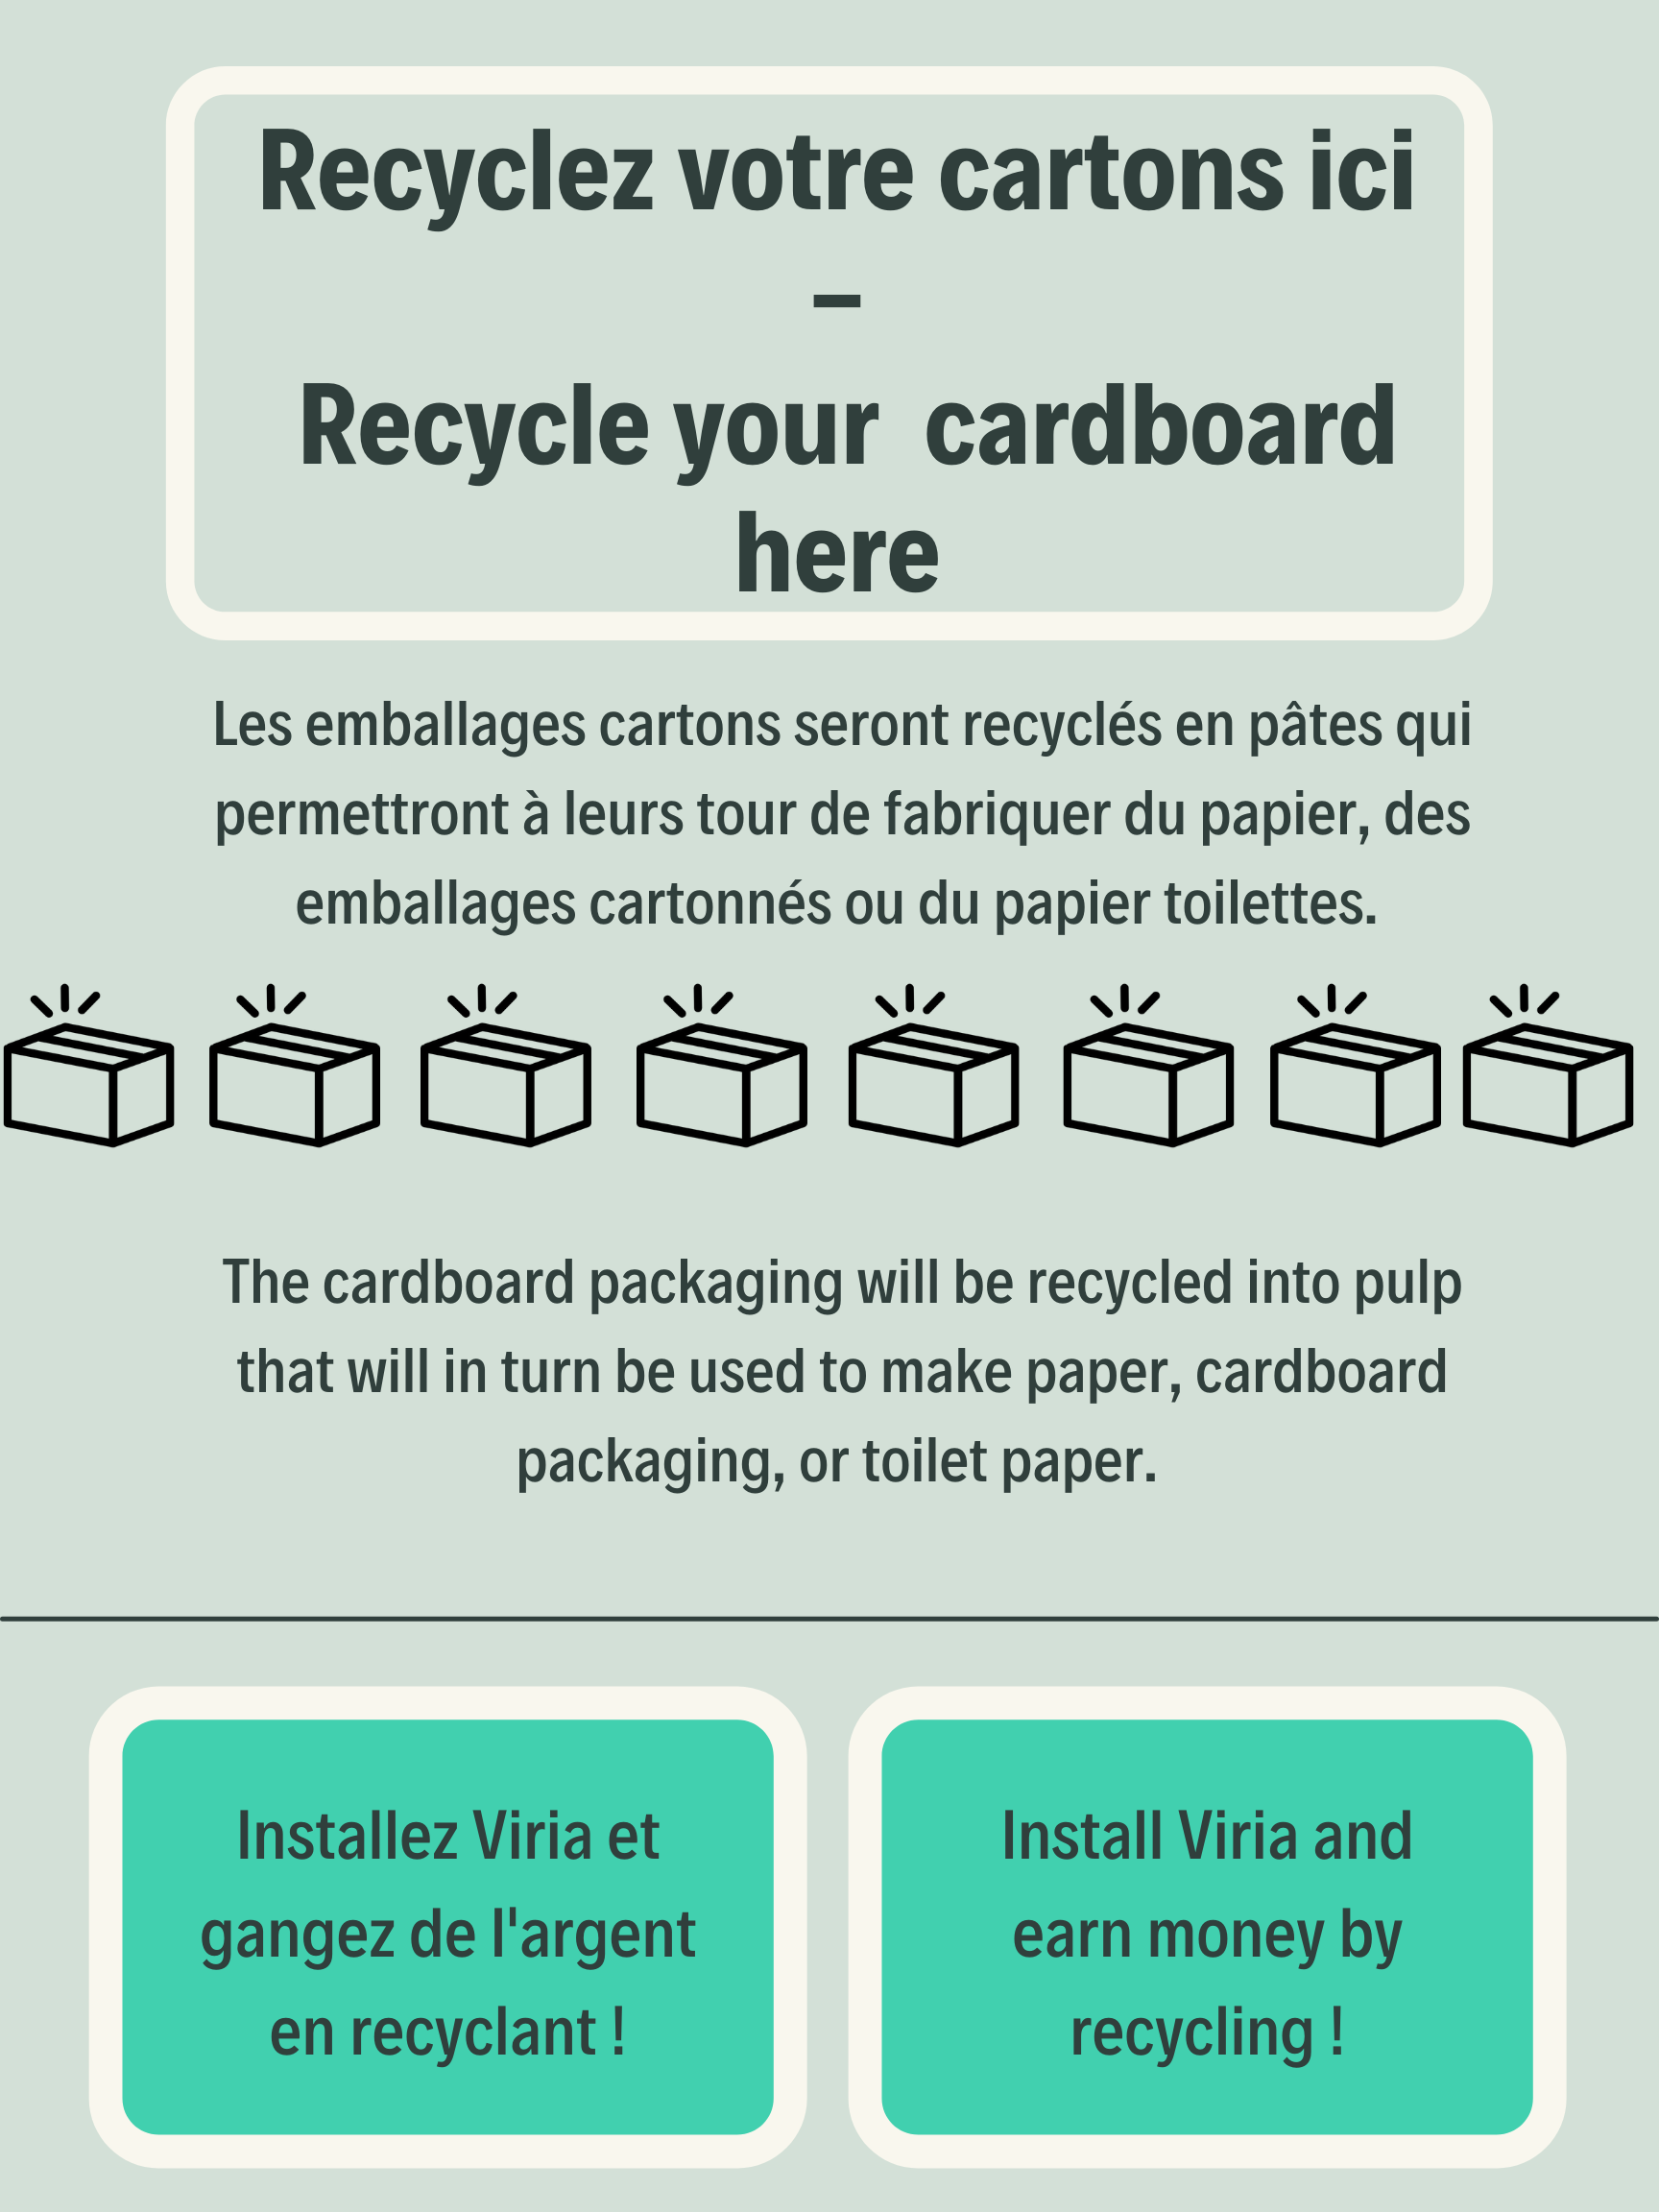 Recyclez votre cartons ici
–
Recycle your  cardboard
here
Les emballages cartons seront recyclés en pâtes qui
permettront à leurs tour de fabriquer du papier, des
emballages cartonnés ou du papier toilettes.
The cardboard packaging will be recycled into pulp
that will in turn be used to make paper, cardboard
packaging, or toilet paper.
Installez Viria et
gangez de l'argent
en recyclant !
Install Viria and
earn money by
recycling !